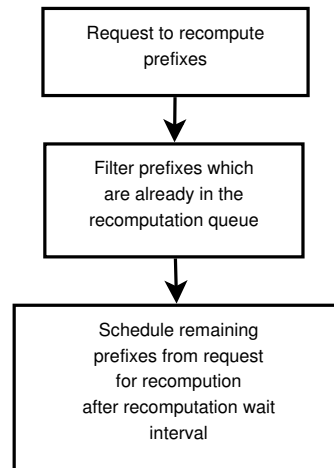 Request to recompute
prefixes
Filter prefixes which
are already in the
recomputation queue
Schedule remaining
prefixes from request
for recompution
after recomputation wait
interval